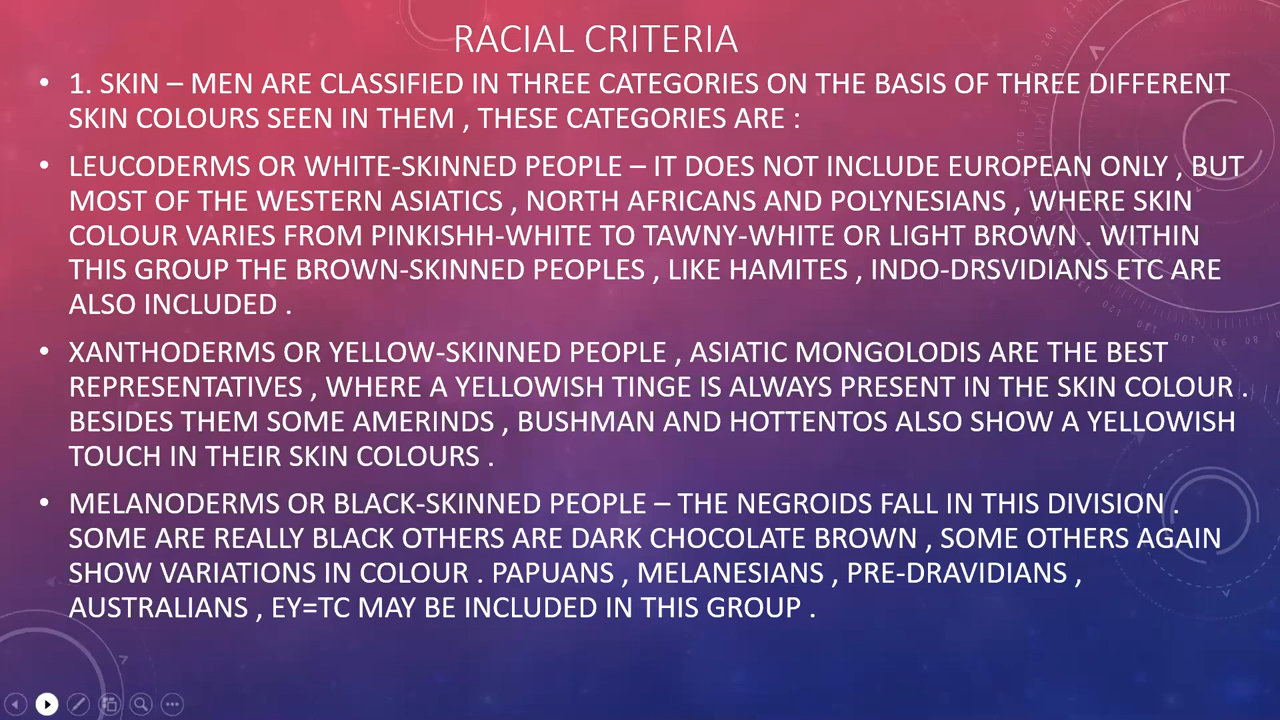 RACIAL CRITERIA
• 1. SKIN – MEN ARE CLASSIFIED IN THREE CATEGORIES ON THE BASIS OF THREE DIFFERENT
SKIN COLOURS SEEN IN THEM , THESE CATEGORIES ARE :
• LEUCODERMS OR WHITE-SKINNED PEOPLE – IT DOES NOT INCLUDE EUROPEAN ONLY , BUT
MOST OF THE WESTERN ASIATICS , NORTH AFRICANS AND POLYNESIANS , WHERE SKIN
COLOUR VARIES FROM PINKISHH-WHITE TO TAWNY-WHITE OR LIGHT BROWN . WITHIN
THIS GROUP THE BROWN-SKINNED PEOPLES , LIKE HAMITES , INDO-DRSVIDIANS ETC ARE
ALSO INCLUDED .
• XANTHODERMS OR YELLOW-SKINNED PEOPLE , ASIATIC MONGOLODIS ARE THE BEST
REPRESENTATIVES , WHERE A YELLOWISH TINGE IS ALWAYS PRESENT IN THE SKIN COLOUR .
BESIDES THEM SOME AMERINDS , BUSHMAN AND HOTTENTOS ALSO SHOW A YELLOWISH
TOUCH IN THEIR SKIN COLOURS .
• MELANODERMS OR BLACK-SKINNED PEOPLE – THE NEGROIDS FALL IN THIS DIVISION .
SOME ARE REALLY BLACK OTHERS ARE DARK CHOCOLATE BROWN , SOME OTHERS AGAIN
SHOW VARIATIONS IN COLOUR . PAPUANS , MELANESIANS , PRE-DRAVIDIANS ,
AUSTRALIANS , EY=TC MAY BE INCLUDED IN THIS GROUP .